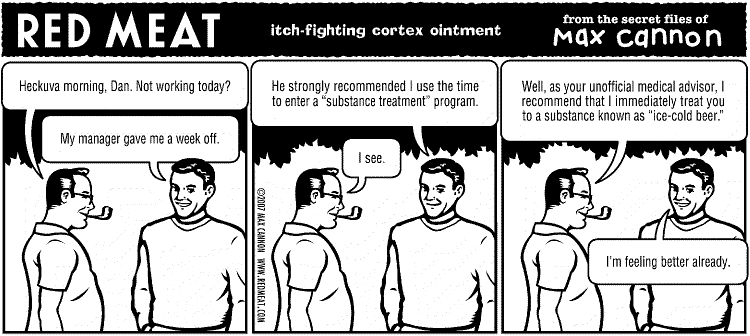 RED MEAT
itch-fighting cortex ointment
from the secret files of
Max cannon
Heckuva morning, Dan. Not working today?
My manager gave me a week off.
He strongly recommended I use the time
to enter a “substance treatment” program.
I see.
©2007 MAX CANNON WWW.REDMEAT.COM
Well, as your unofficial medical advisor, I
recommend that I immediately treat you
to a substance known as “ice-cold beer.”
I'm feeling better already.